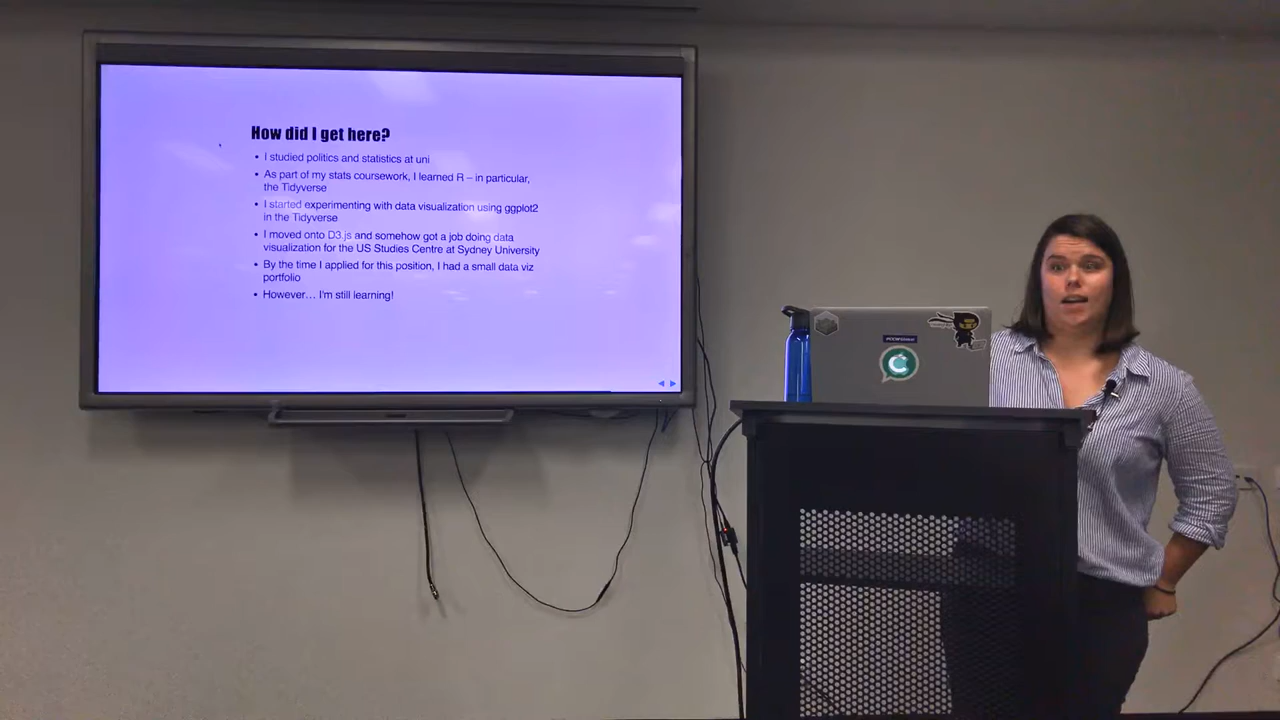 How did I get here?
• I studied politics and statistics at uni
• As part of my stats coursework, I learned R – in particular,
the Tidyverse
• I started experimenting with data visualization using ggplot2
in the Tidyverse
• I moved onto D3.js and somehow got a job doing data
visualization for the US Studies Centre at Sydney University
• By the time I applied for this position, I had a small data viz
portfolio
• However... I'm still learning!